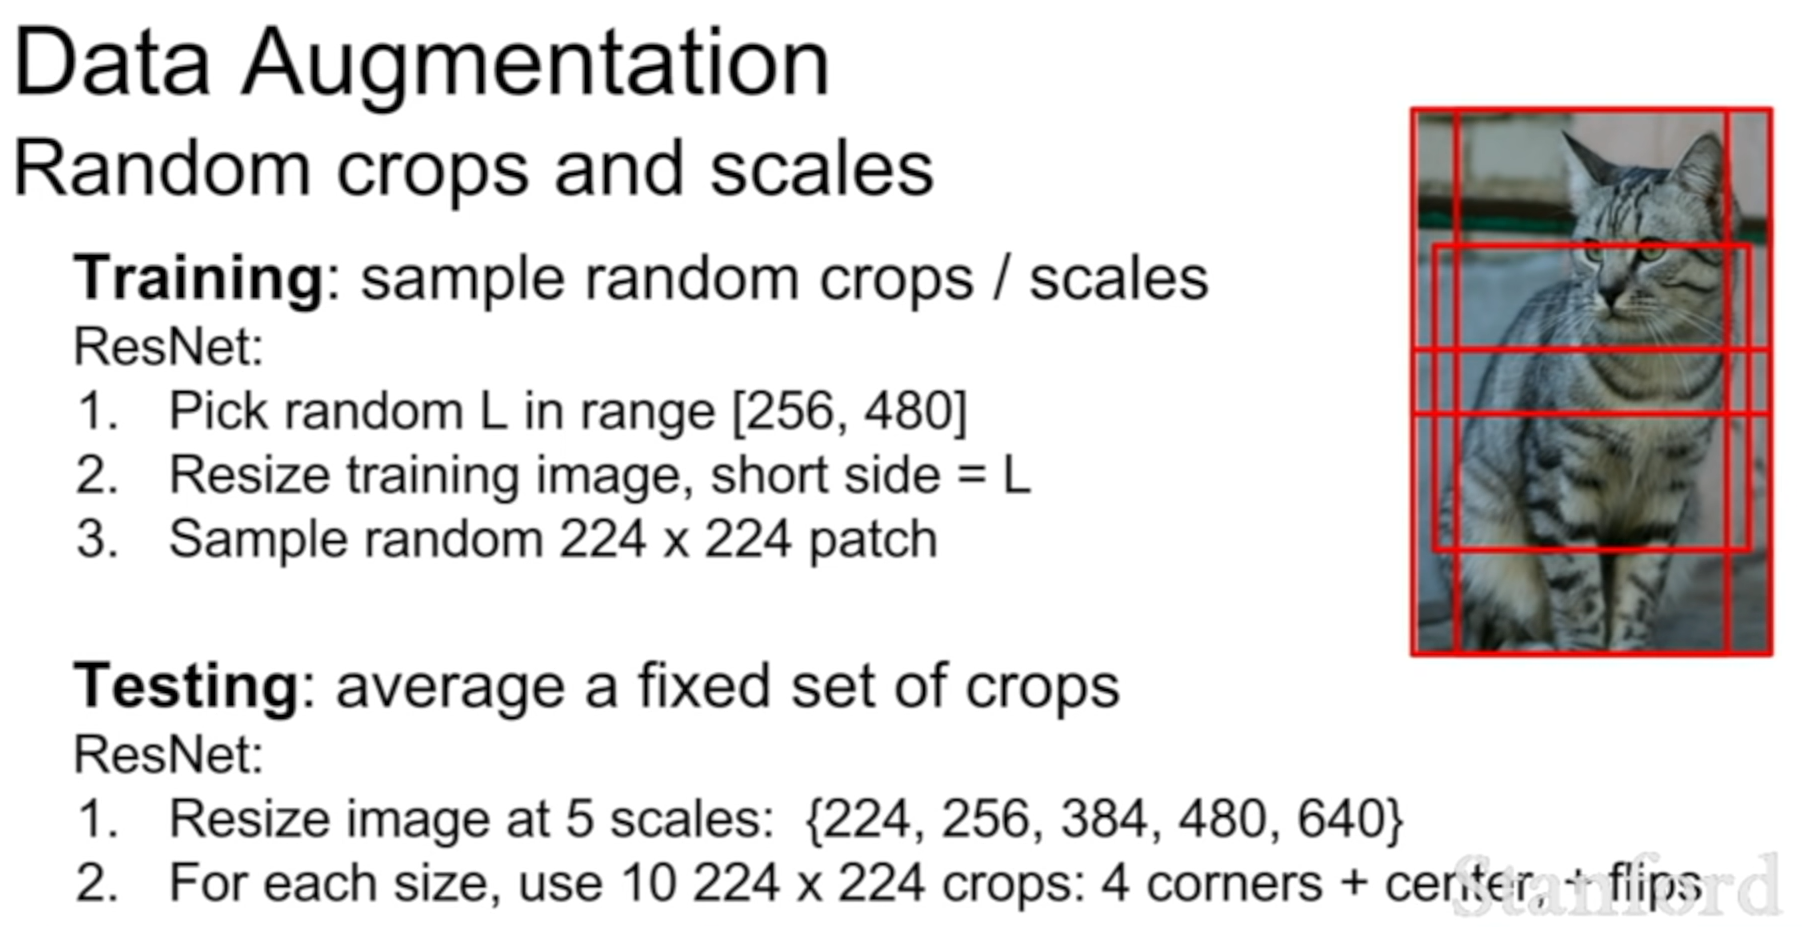 Data Augmentation
Random crops and scales
Training: sample random crops / scales
ResNet:
1. Pick random L in range [256, 480]
2. Resize training image, short side = L
3. Sample random 224 x 224 patch
Testing: average a fixed set of crops
ResNet:
1. Resize image at 5 scales: {224, 256, 384, 480, 640}
2. For each size, use 10 224 x 224 crops: 4 corners + center, + flips
Stanford